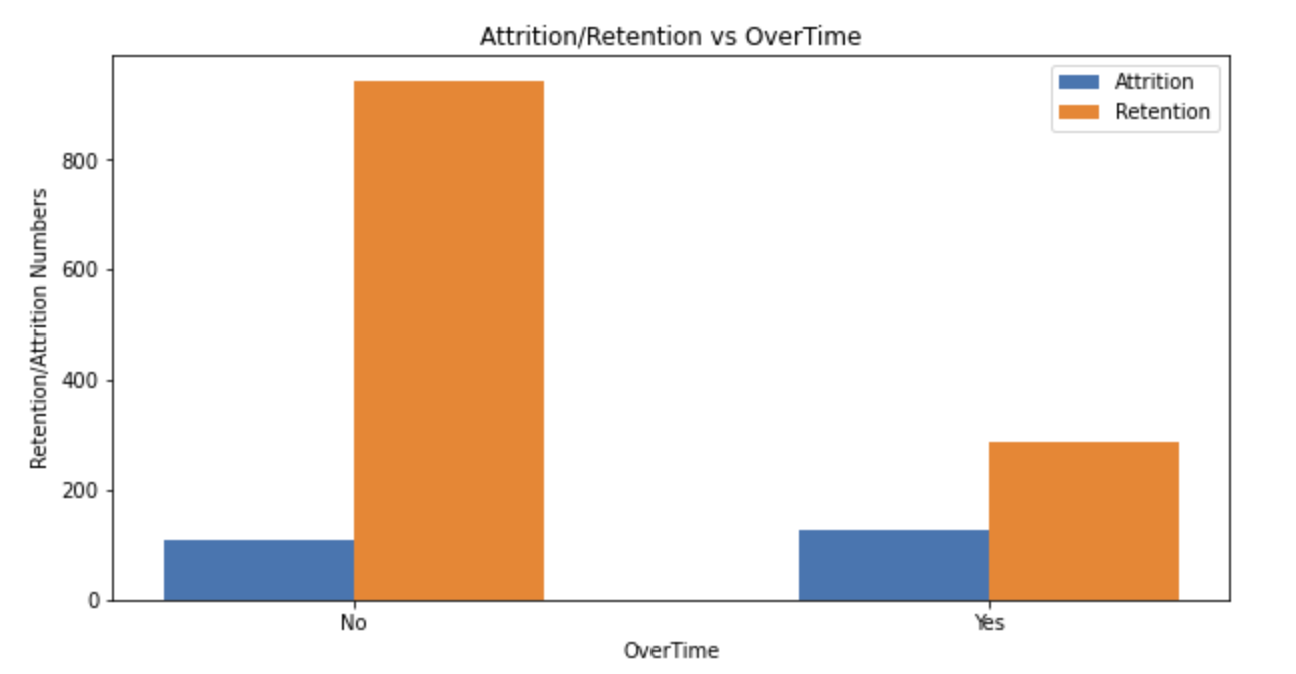 Attrition/Retention vs OverTime
Attrition
Retention
Retention/Attrition Numbers
800
600
400
200
0
No
Yes
OverTime